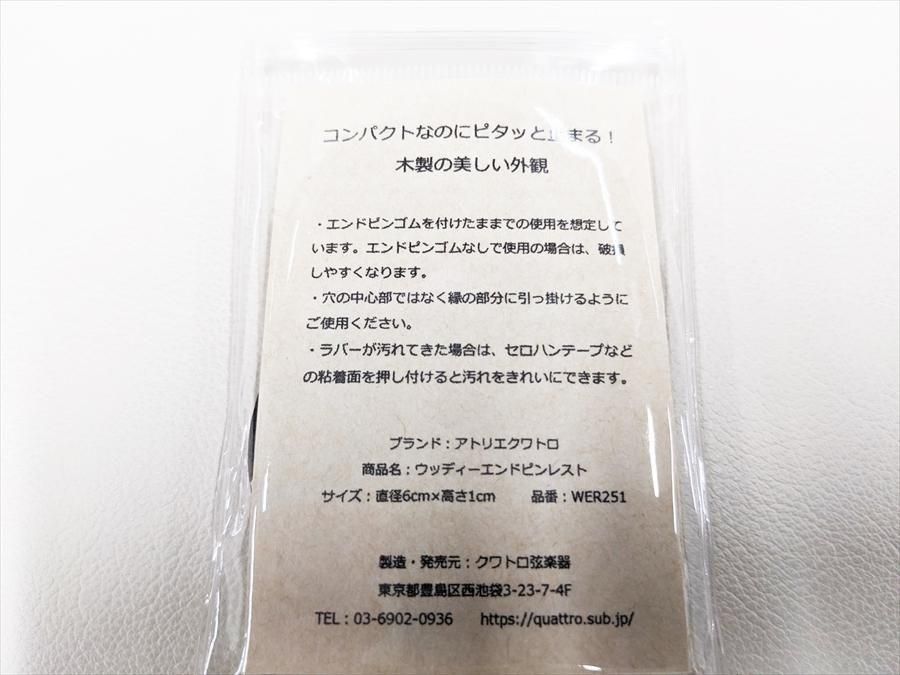 コンパクトなのにピタッと止まる！
木製の美しい外観
・エンドピンゴムを付けたままでの使用を想定して
います。エンドピンゴムなしで使用の場合は、破損
しやすくなります。
・穴の中心部ではなく縁の部分に引っ掛けるように
ご使用ください。
・ラバーが汚れてきた場合は、セロハンテープなど
の粘着面を押し付けると汚れをきれいにできます。
ブランド：アトリエクワトロ
商品名：ウッディーエンドピンレスト
サイズ：直径6cm×高さ1cm　　品番：WER251
製造・発売元：クワトロ弦楽器
東京都豊島区西池袋3-23-7-4F
TEL：03-6902-0936　　https://quattro.sub.jp/